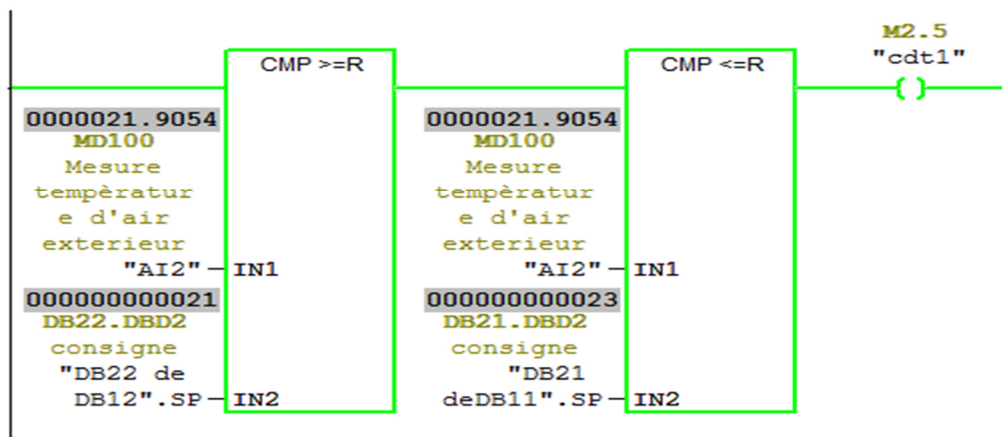 M2.5
"cdt1"
CMP >=R
CMP <=R
0000021.9054
MD100
Mesure
tempèratur
e d'air
exterieur
"AI2"
IN1
000000000021
DB22.DBD2
consigne
"DB22 de
DB12".SP
IN2
0000021.9054
MD100
Mesure
tempèratur
e d'air
exterieur
"AI2"
IN1
000000000023
DB21.DBD2
consigne
"DB21
deDB11".SP
IN2